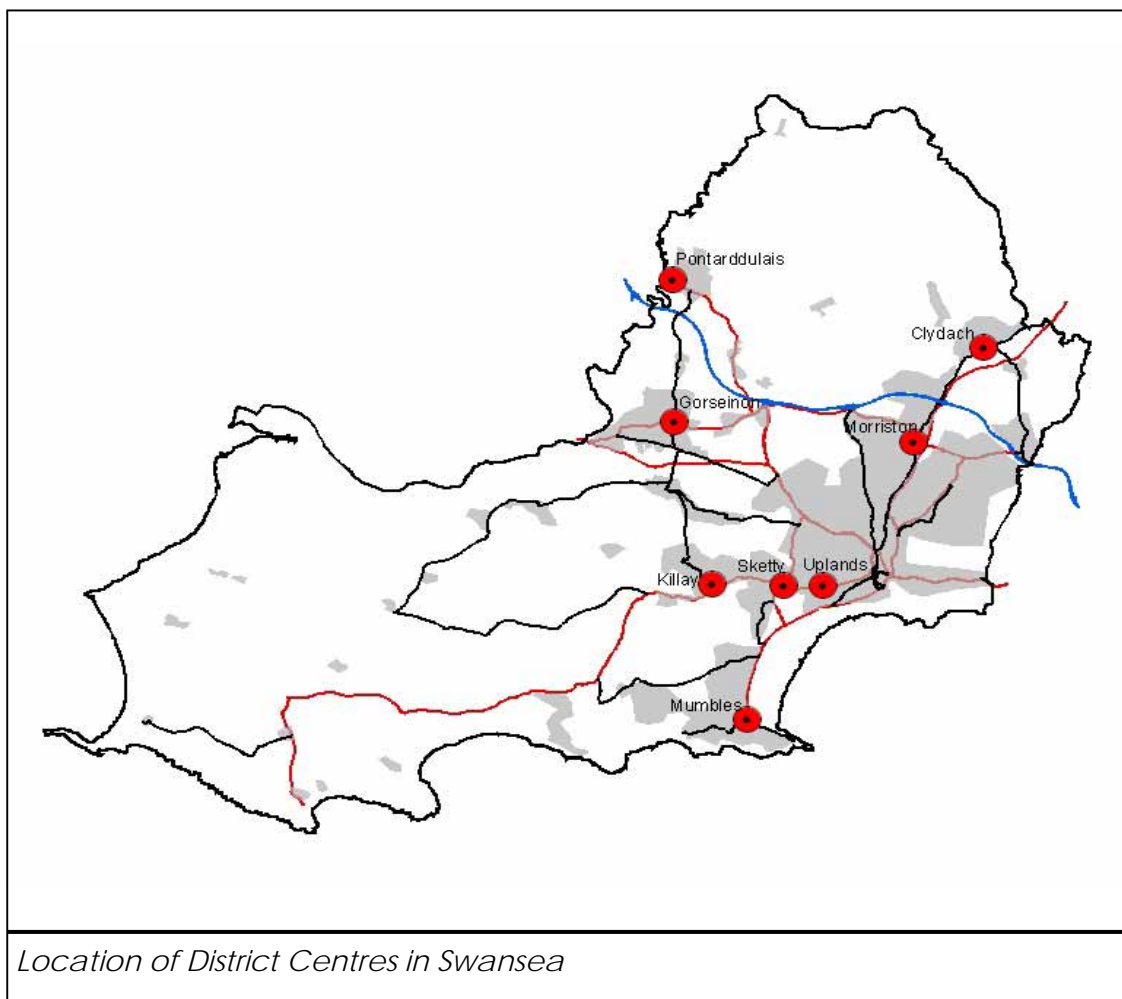 Pontarddulais
Clydach
Gorseinon
Morriston
Killay
Sketty
Uplands
Mumbles
Location of District Centres in Swansea